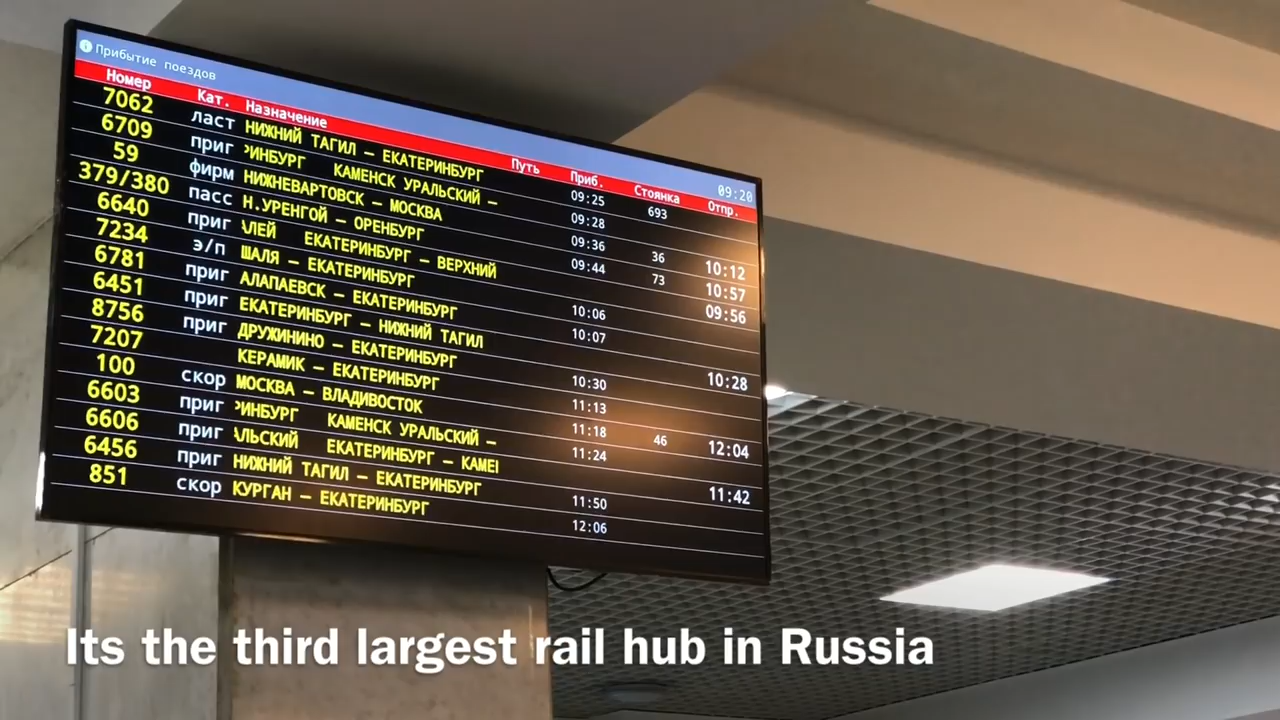 Прибытие поездов 09:20
Номер Кат. Назначение Путь Приб. Стоянка Отпр.
7062 ласт НИЖНИЙ ТАГИЛ – ЕКАТЕРИНБУРГ 09:25 693
6709 приг РИНБУРГ КАМЕНСК УРАЛЬСКИЙ – 09:28
59 фирм НИЖНЕВАРТОВСК – МОСКВА 09:36 36 10:12
379/380 пасс Н.УРЕНГОЙ – ОРЕНБУРГ 09:44 73 10:57
6640 приг ЛЕЙ ЕКАТЕРИНБУРГ – ВЕРХНИЙ 09:56
7234 э/п ШАЛЯ – ЕКАТЕРИНБУРГ 10:06
6781 приг АЛАПАЕВСК – ЕКАТЕРИНБУРГ 10:07
6451 приг ЕКАТЕРИНБУРГ – НИЖНИЙ ТАГИЛ 10:28
8756 приг ДРУЖИНИНО – ЕКАТЕРИНБУРГ 10:30
7207 КЕРАМИК – ЕКАТЕРИНБУРГ 11:13
100 скор МОСКВА – ВЛАДИВОСТОК 11:18 46 12:04
6603 приг РИНБУРГ КАМЕНСК УРАЛЬСКИЙ – 11:24
6606 приг ЛЬСКИЙ ЕКАТЕРИНБУРГ – КАМЕ 11:42
6456 приг НИЖНИЙ ТАГИЛ – ЕКАТЕРИНБУРГ 11:50
851 скор КУРГАН – ЕКАТЕРИНБУРГ 12:06
Its the third largest rail hub in Russia